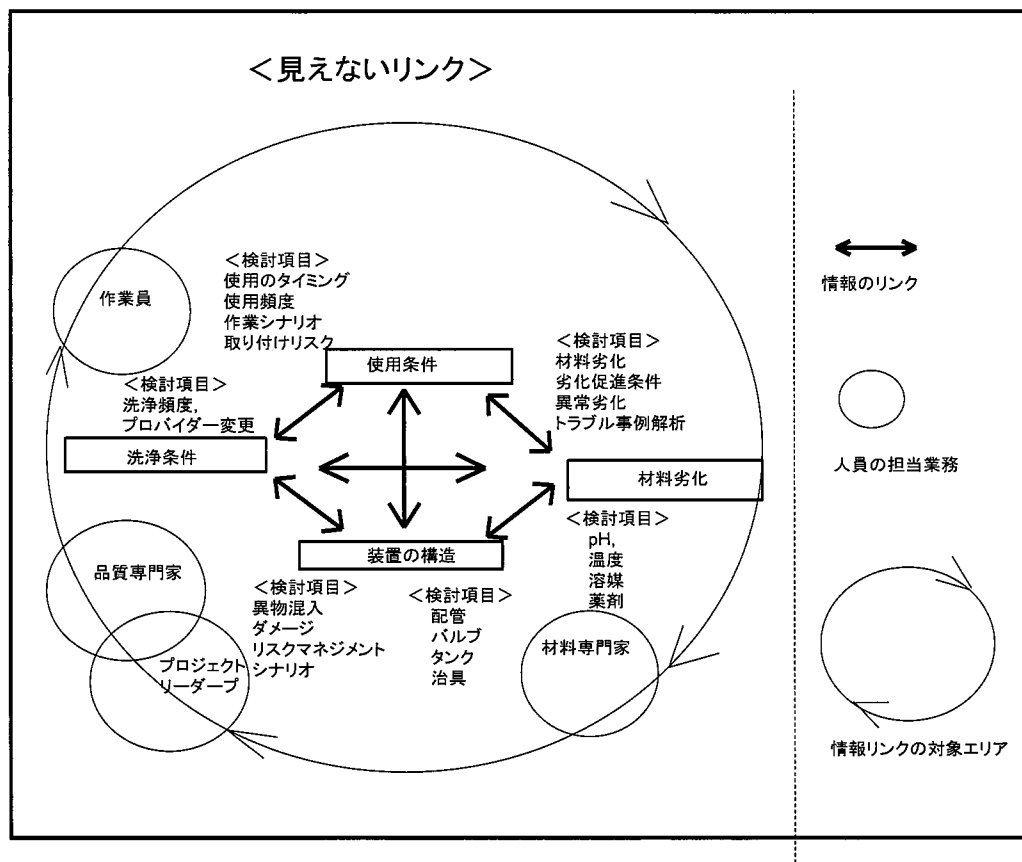 ＜見えないリンク＞
作業員
＜検討項目＞
使用のタイミング
使用頻度
作業シナリオ
取り付けリスク
使用条件
＜検討項目＞
材料劣化
劣化促進条件
異常劣化
トラブル事例解析
＜検討項目＞
洗浄頻度,
プロバイダー変更
洗浄条件
材料劣化
装置の構造
＜検討項目＞
pH,
温度
溶媒
薬剤
品質専門家
＜検討項目＞
異物混入
ダメージ
リスクマネジメント
シナリオ
＜検討項目＞
配管
バルブ
タンク
治具
材料専門家
プロジェクト
リーダープ
情報のリンク
人員の担当業務
情報リンクの対象エリア